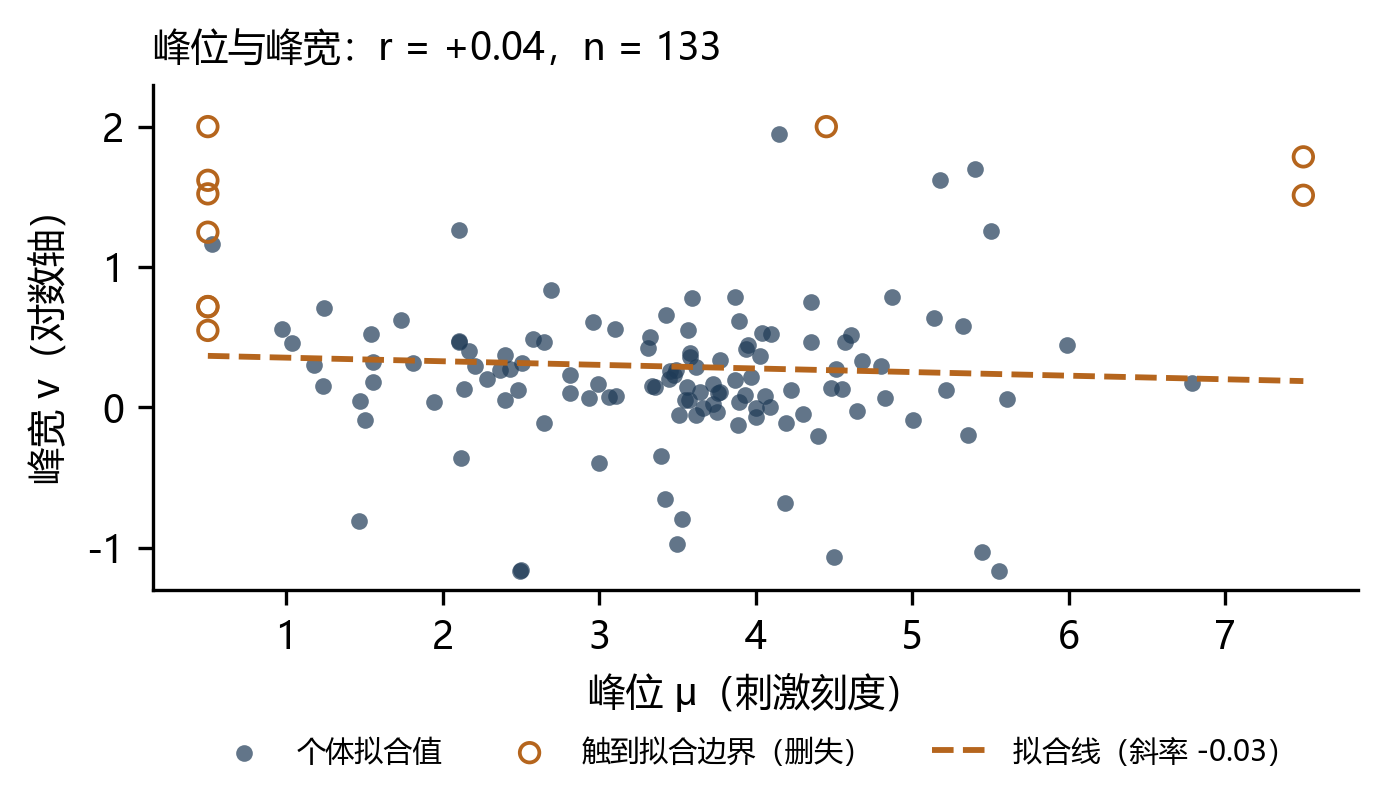 峰位与峰宽：r = +0.04，n = 133
峰宽 v（对数轴）
2
1
0
-1
1 2 3 4 5 6 7
峰位 μ（刺激刻度）
个体拟合值 触到拟合边界（删失） 拟合线（斜率 -0.03）